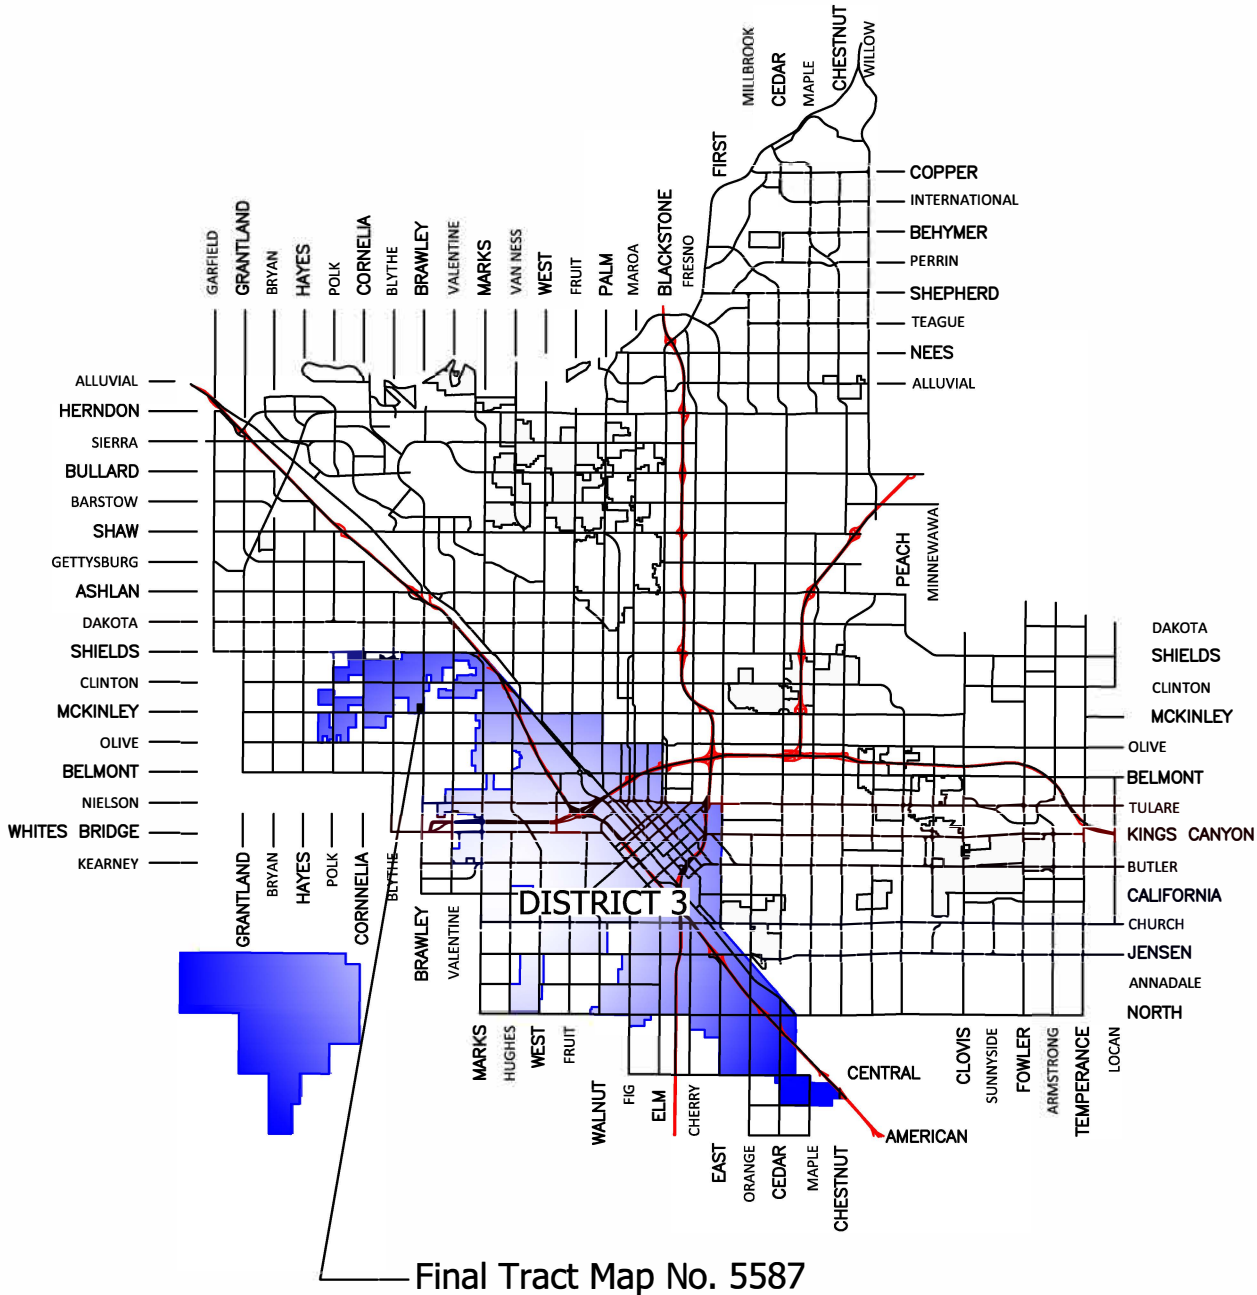 MILLBROOK
CEDAR
MAPLE
CHESTNUT
WILLOW
FIRST
COPPER
INTERNATIONAL
BEHYMER
PERRIN
SHEPHERD
TEAGUE
NEES
ALLUVIAL
GARFIELD
GRANTLAND
BRYAN
HAYES
POLK
CORNELIA
BLYTHE
BRAWLEY
VALENTINE
MARKS
VAN NESS
WEST
FRUIT
PALM
MAROA
BLACKSTONE
FRESNO
ALLUVIAL
HERNDON
SIERRA
BULLARD
BARSTOW
SHAW
GETTYSBURG
ASHLAN
DAKOTA
SHIELDS
CLINTON
MCKINLEY
OLIVE
BELMONT
NIELSON
WHITES BRIDGE
KEARNEY
PEACH
MINNEWAWA
DAKOTA
SHIELDS
CLINTON
MCKINLEY
OLIVE
BELMONT
TULARE
KINGS CANYON
BUTLER
CALIFORNIA
CHURCH
JENSEN
ANNADALE
NORTH
GRANTLAND
BRYAN
HAYES
POLK
CORNELIA
BLYTHE
BRAWLEY
VALENTINE
DISTRICT 3
MARKS
HUGHES
WEST
FRUIT
WALNUT
FIG
ELM
CHERRY
EAST
ORANGE
CEDAR
MAPLE
CHESTNUT
CENTRAL
AMERICAN
CLOVIS
SUNNYSIDE
FOWLER
ARMSTRONG
TEMPERANCE
LOCAN
Final Tract Map No. 5587